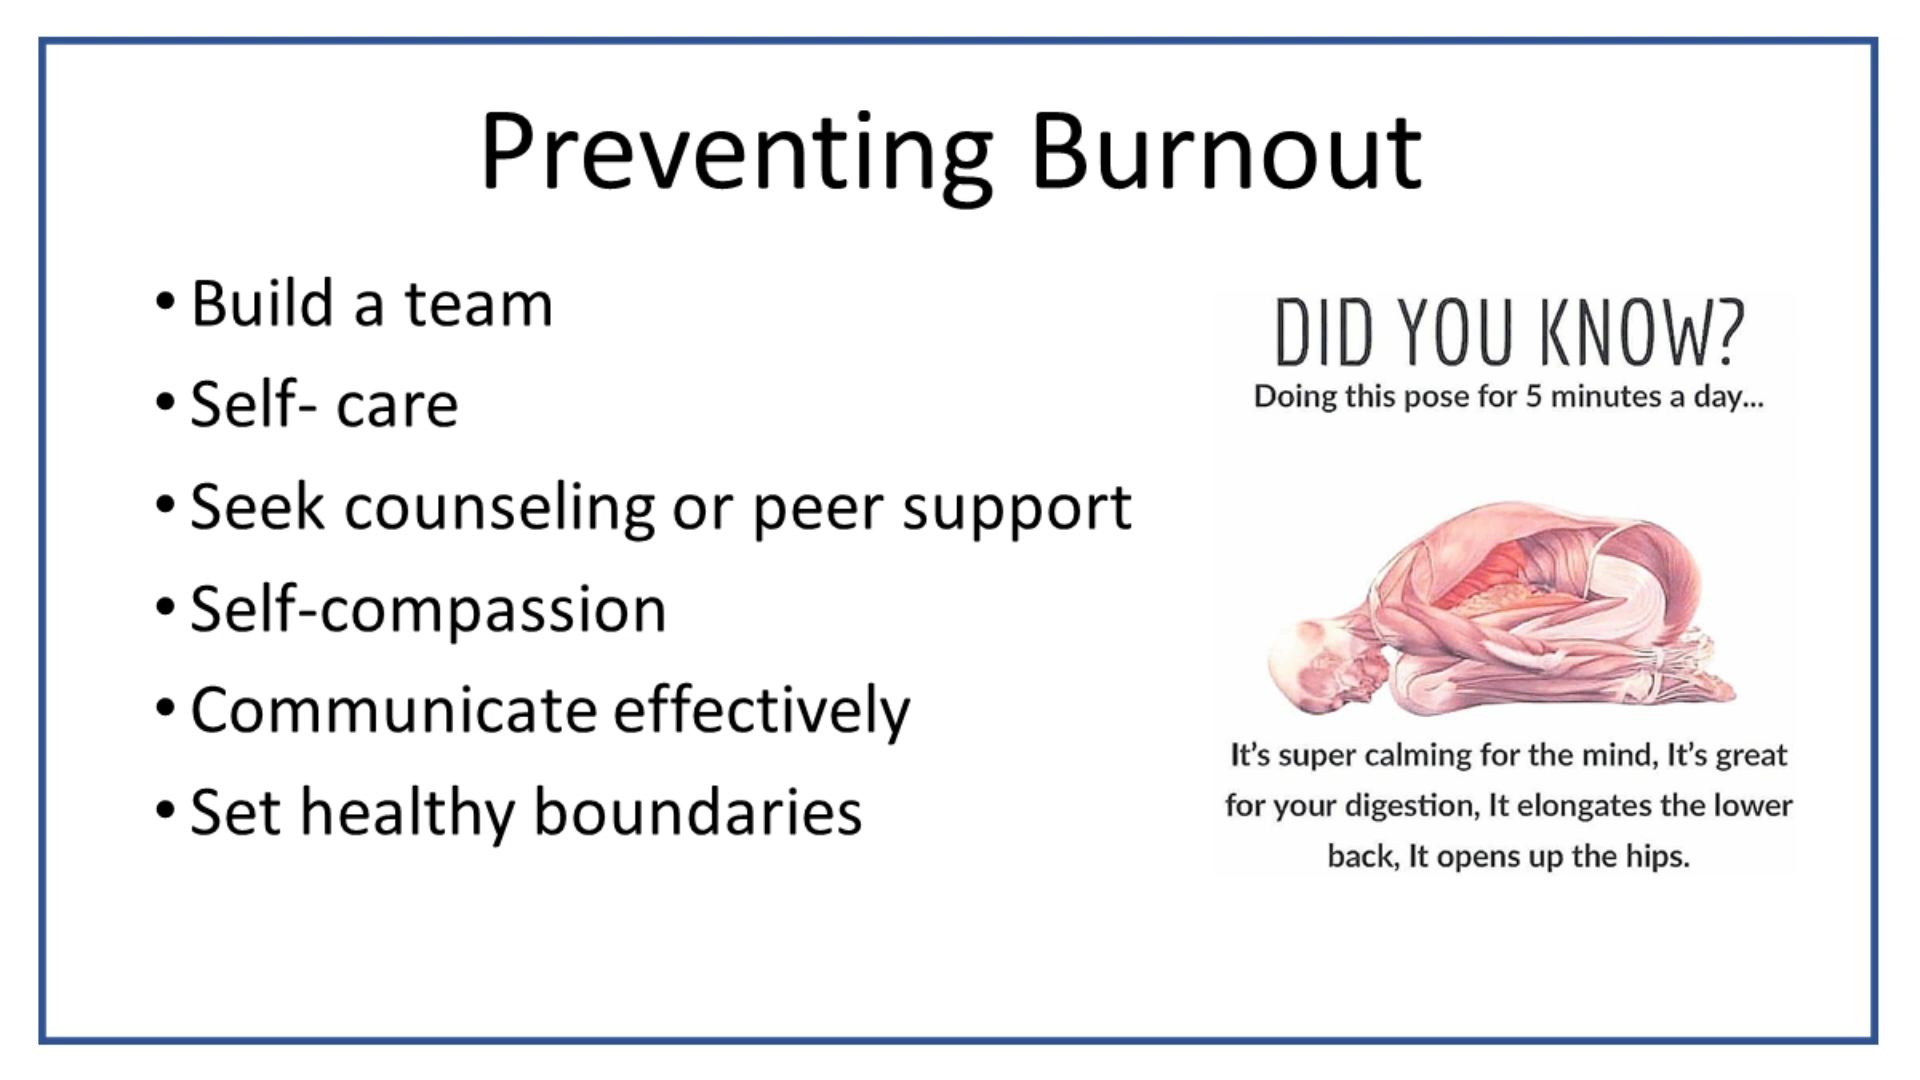 Preventing Burnout
• Build a team
• Self- care
• Seek counseling or peer support
• Self-compassion
• Communicate effectively
• Set healthy boundaries
DID YOU KNOW?
Doing this pose for 5 minutes a day...
It's super calming for the mind, It's great
for your digestion, It elongates the lower
back, It opens up the hips.